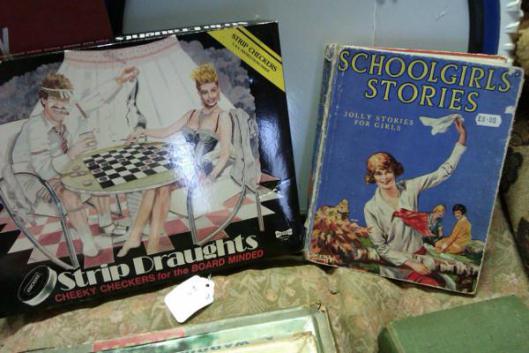 STRIP CHECKERS
Strip Draughts
CHEEKY CHECKERS for the BOARD MINDED
SCHOOLGIRLS'
STORIES
JOLLY STORIES
FOR GIRLS